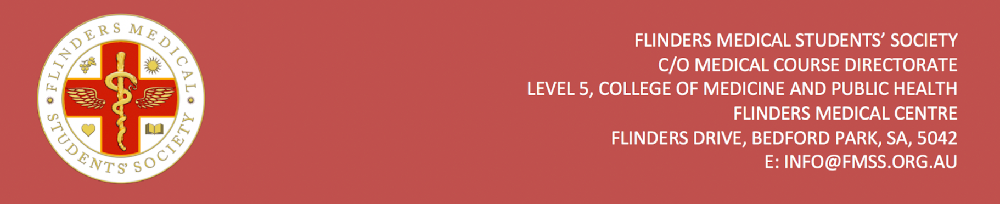 FLINDERS MEDICAL STUDENTS' SOCIETY
FLINDERS MEDICAL STUDENTS’ SOCIETY
C/O MEDICAL COURSE DIRECTORATE
LEVEL 5, COLLEGE OF MEDICINE AND PUBLIC HEALTH
FLINDERS MEDICAL CENTRE
FLINDERS DRIVE, BEDFORD PARK, SA, 5042
E: INFO@FMSS.ORG.AU